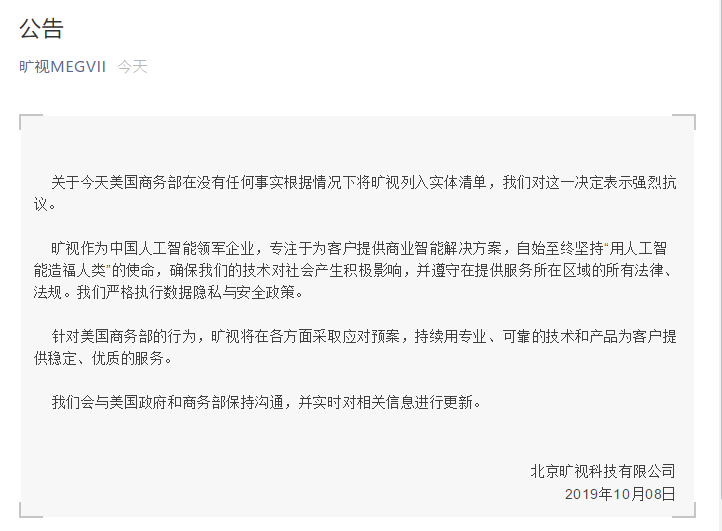 公告
旷视MEGVII 今天
关于今天美国商务部在没有任何事实根据情况下将旷视列入实体清单，我们对这一决定表示强烈抗
议。
旷视作为中国人工智能领军企业，专注于为客户提供商业智能解决方案，自始至终坚持“用人工智
能造福人类”的使命，确保我们的技术对社会产生积极影响，并遵守在提供服务所在区域的所有法律、
法规。我们严格执行数据隐私与安全政策。
针对美国商务部的行为，旷视将在各方面采取应对预案，持续用专业、可靠的技术和产品为客户提
供稳定、优质的服务。
我们会与美国政府和商务部保持沟通，并实时对相关信息进行更新。
北京旷视科技有限公司
2019年10月08日